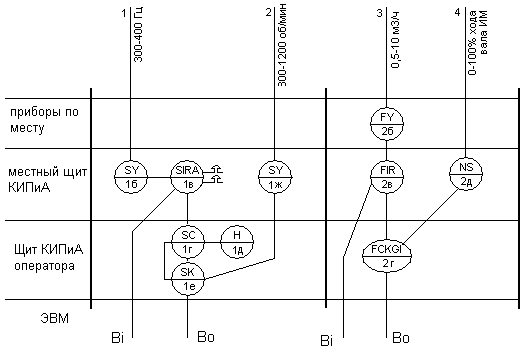 1
2
3
4
300-400 Гц
300-1200 об/мин
0,5-10 м3/ч
0-100% хода
вала ИМ
приборы по
месту
FY
2б
местный щит
КИПиА
SY
1б
SIRA
1в
SY
1ж
FIR
2в
NS
2д
Щит КИПиА
оператора
SC
1г
H
1д
SK
1е
FCKGI
2г
ЭВМ
Bi
Bo
Bi
Bo